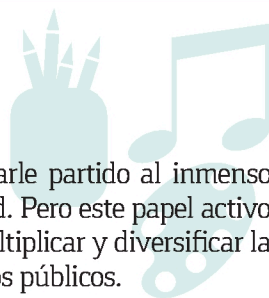 arle partido al inmenso
d. Pero este papel activo
ltiplicar y diversificar la
os públicos.